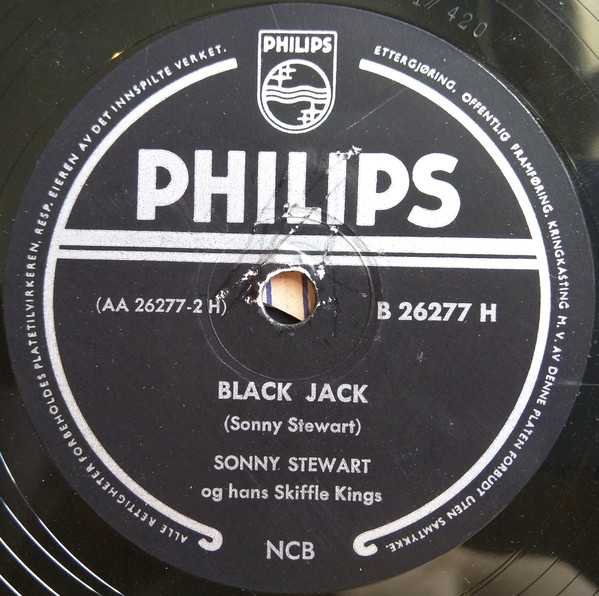 PHILIPS
PHILIPS
(AA 26277-2 H)
B 26277 H
BLACK JACK
(Sonny Stewart)
SONNY STEWART
og hans Skiffle Kings
NCB
ALLE RETTIGHETER FORBEHOLDES PLATETILVIRKEREN, RESP. EIEREN AV DET INNSPILTE VERKET.
ETTERGJØRING, OFFENTLIG FRAMFØRING, KRINGKASTING M. V. AV DENNE PLATEN FORBUDT UTEN SAMTYKKE.